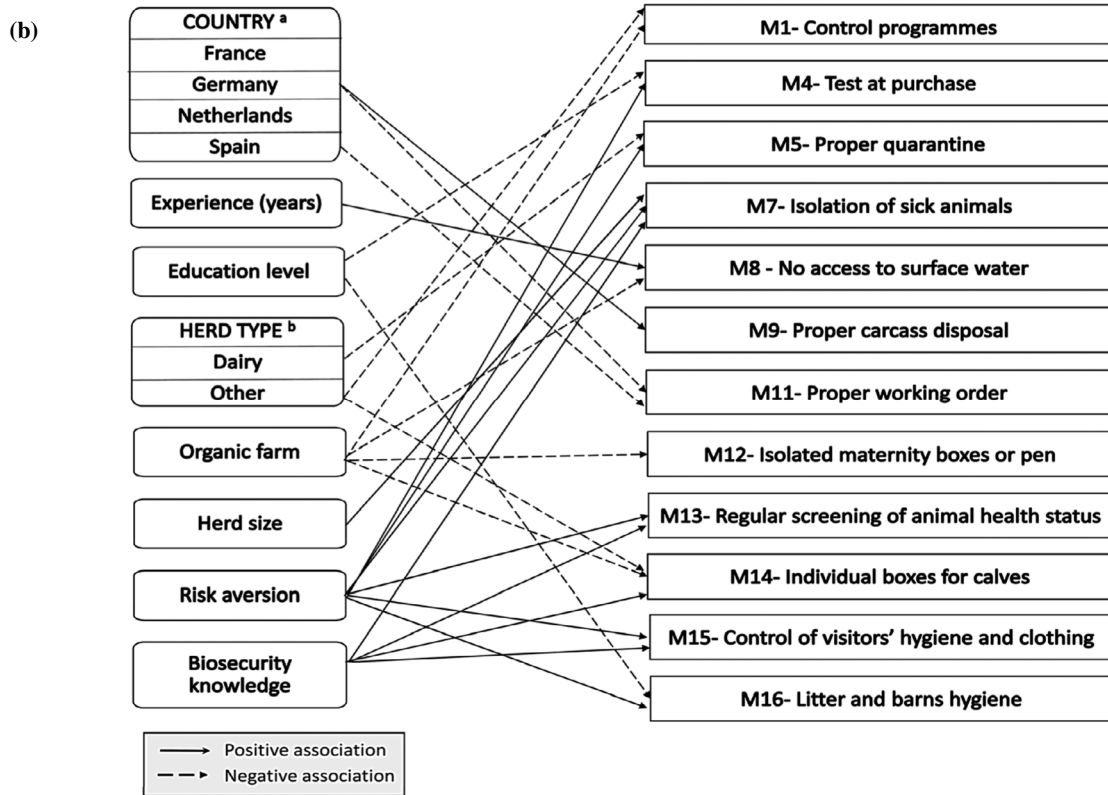 (b)
COUNTRY ᵃ
France
Germany
Netherlands
Spain
Experience (years)
Education level
HERD TYPE ᵇ
Dairy
Other
Organic farm
Herd size
Risk aversion
Biosecurity
knowledge
M1- Control programmes
M4- Test at purchase
M5- Proper quarantine
M7- Isolation of sick animals
M8 - No access to surface water
M9- Proper carcass disposal
M11- Proper working order
M12- Isolated maternity boxes or pen
M13- Regular screening of animal health status
M14- Individual boxes for calves
M15- Control of visitors’ hygiene and clothing
M16- Litter and barns hygiene
Positive association
Negative association